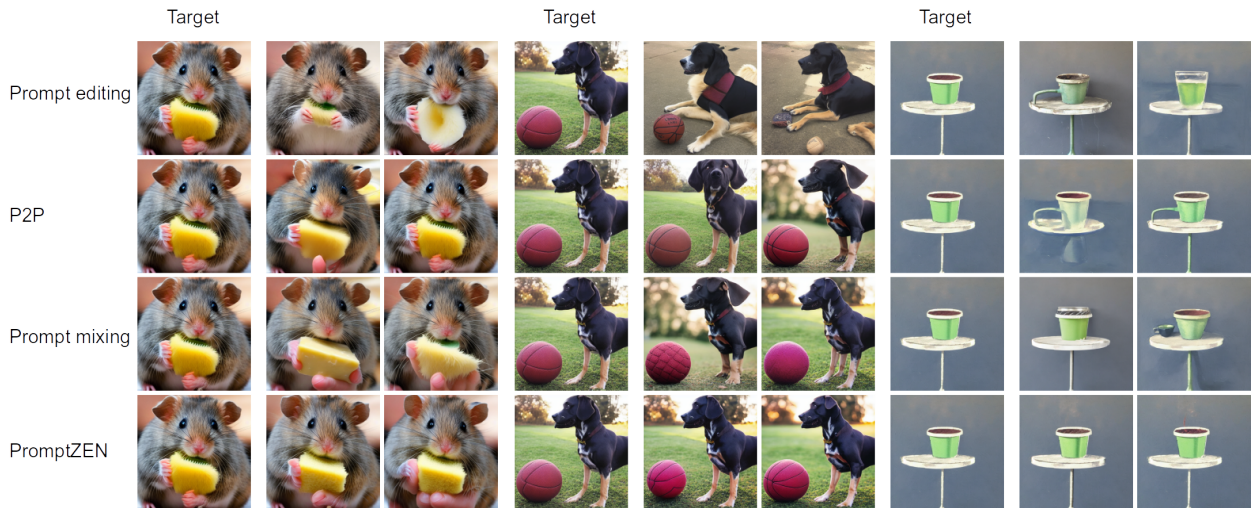 Target Target Target
Prompt editing
P2P
Prompt mixing
PromptZEN